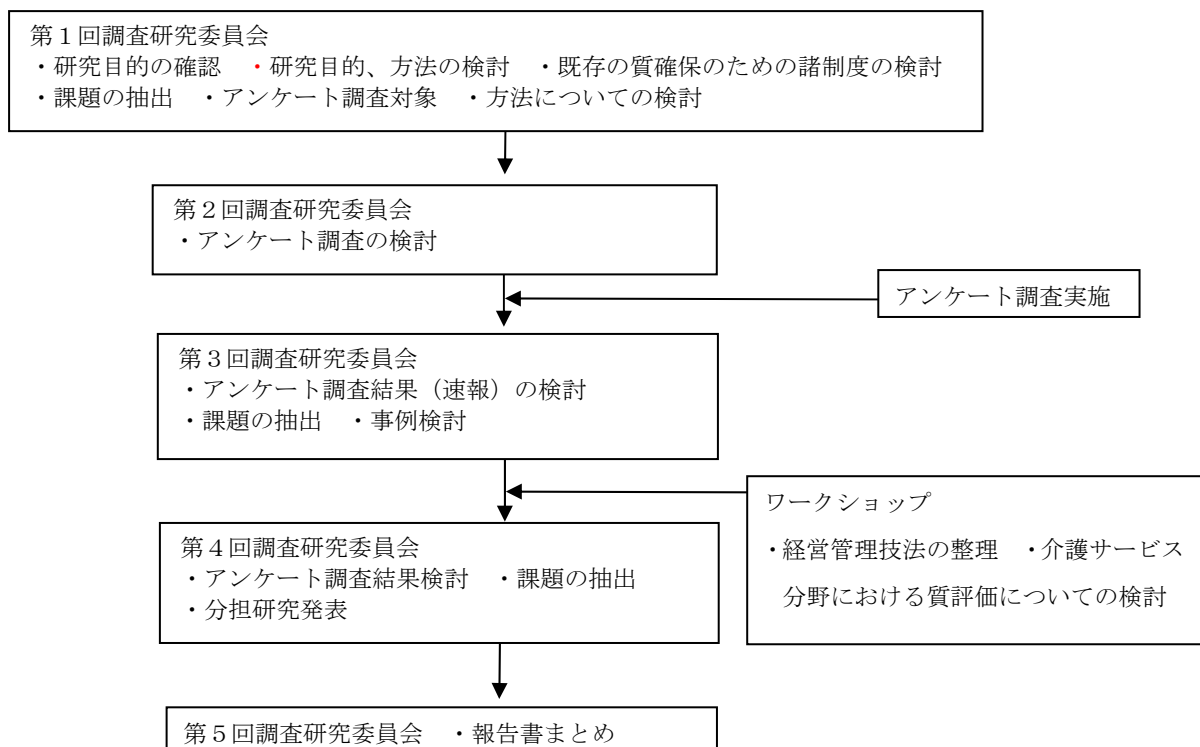 第１回調査研究委員会
・研究目的の確認　・研究目的、方法の検討　・既存の質確保のための諸制度の検討
・課題の抽出　・アンケート調査対象　・方法についての検討
第２回調査研究委員会
・アンケート調査の検討
アンケート調査実施
第３回調査研究委員会
・アンケート調査結果（速報）の検討
・課題の抽出　・事例検討
ワークショップ
・経営管理技法の整理　・介護サービス
分野における質評価についての検討
第４回調査研究委員会
・アンケート調査結果検討　・課題の抽出
・分担研究発表
第５回調査研究委員会　・報告書まとめ